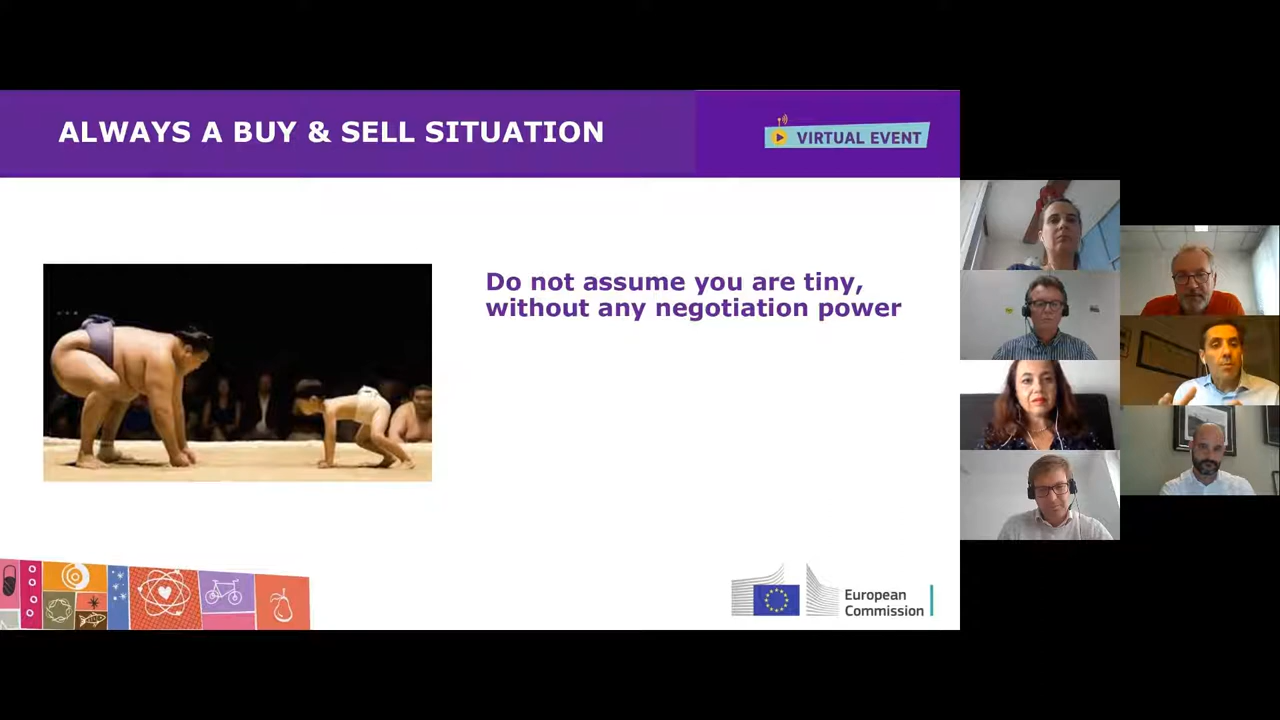 ALWAYS A BUY & SELL SITUATION
VIRTUAL EVENT
Do not assume you are tiny,
without any negotiation power
European
Commission